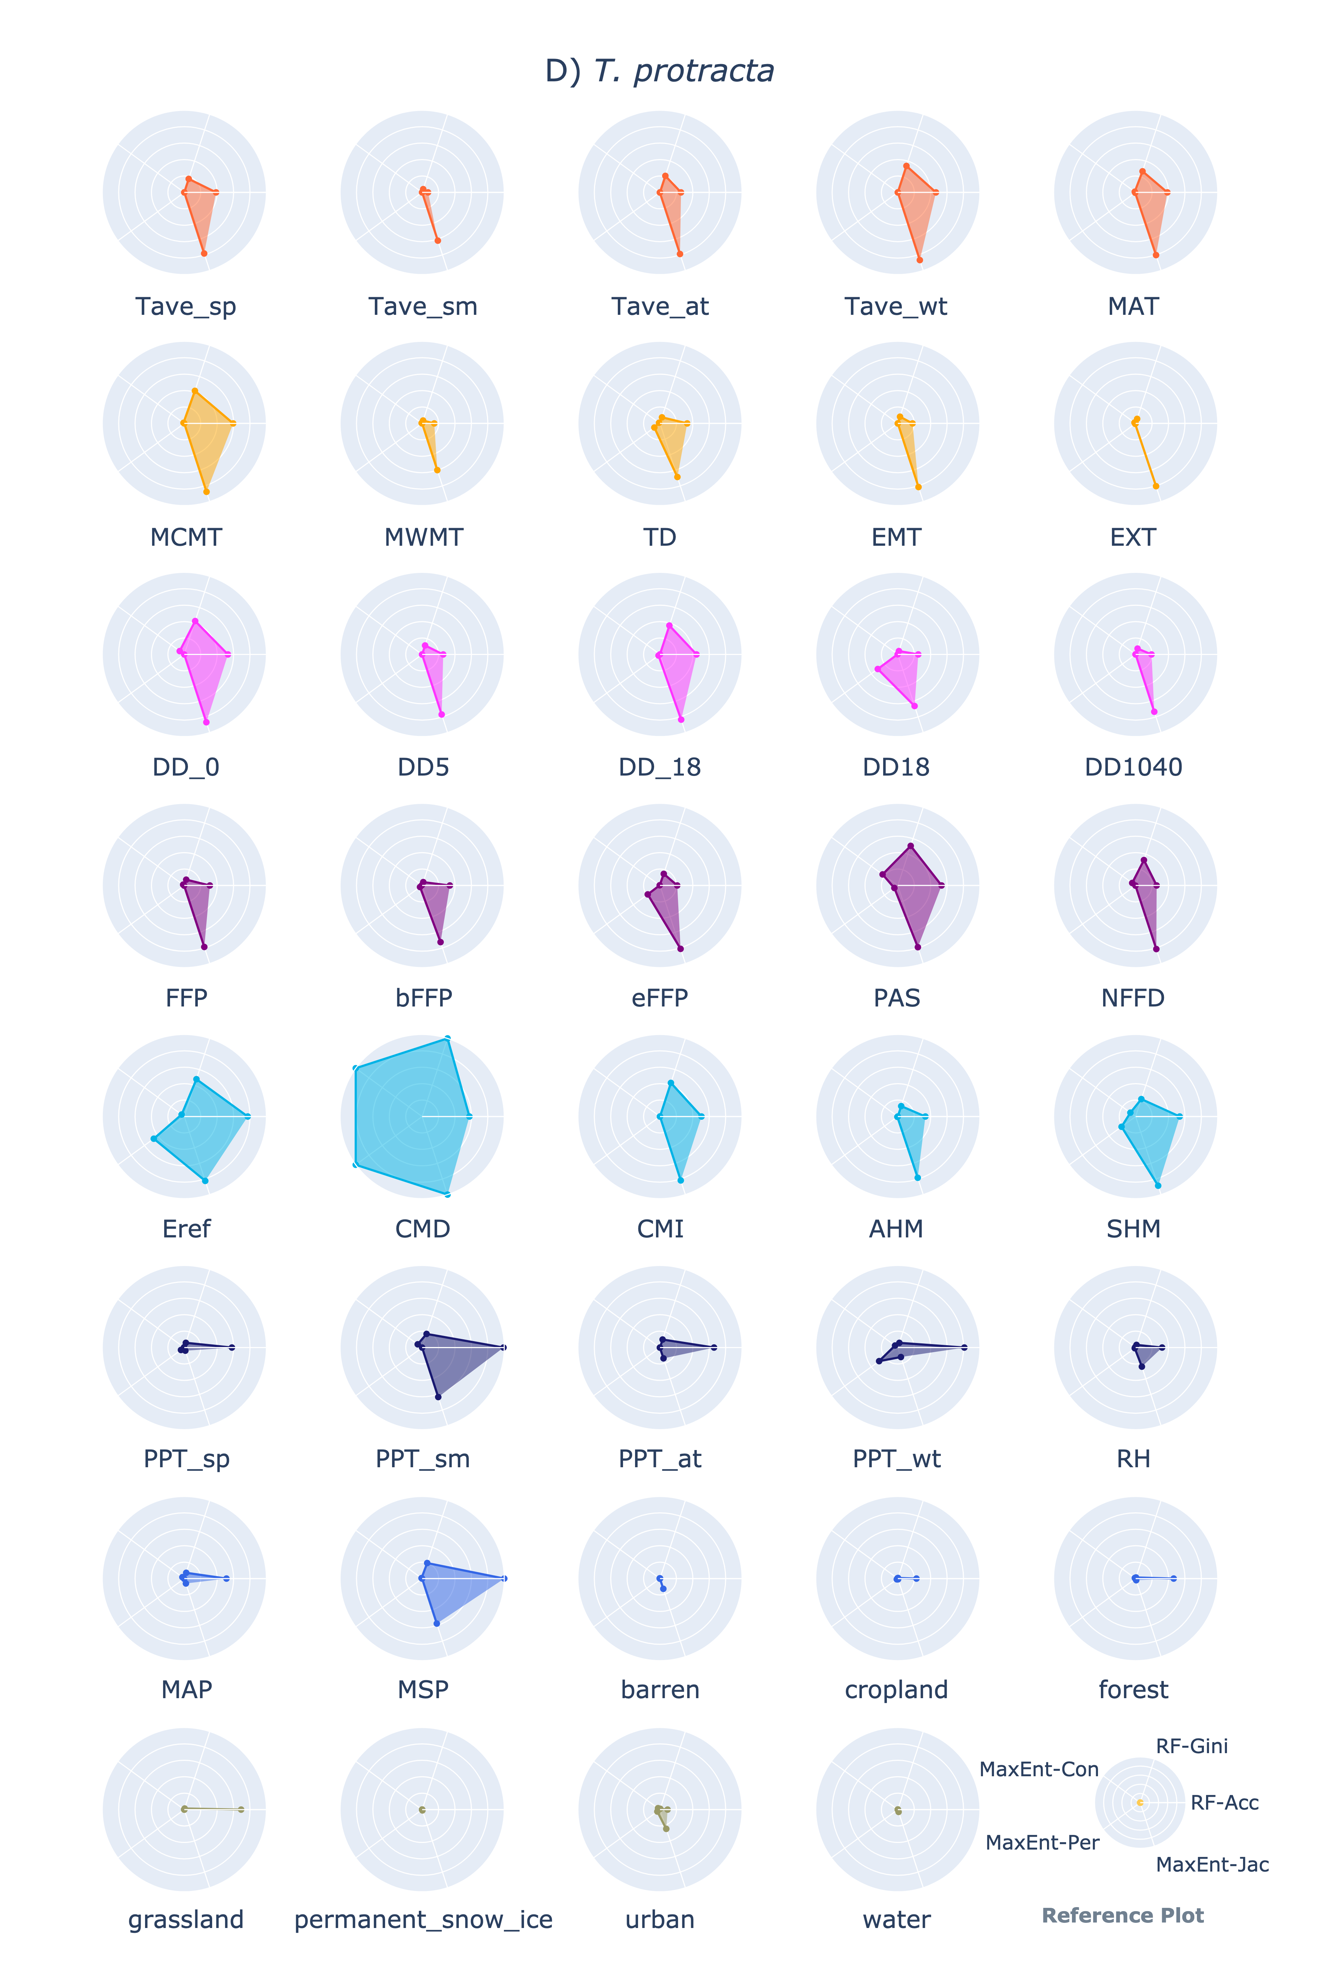 D) T. protracta
Tave_sp Tave_sm Tave_at Tave_wt MAT
MCMT MWMT TD EMT EXT
DD_0 DD5 DD_18 DD18 DD1040
FFP bFFP eFFP PAS NFFD
Eref CMD CMI AHM SHM
PPT_sp PPT_sm PPT_at PPT_wt RH
MAP MSP barren cropland forest
RF-Gini
MaxEnt-Con
RF-Acc
MaxEnt-Per
MaxEnt-Jac
grassland permanent_snow_ice urban water Reference Plot